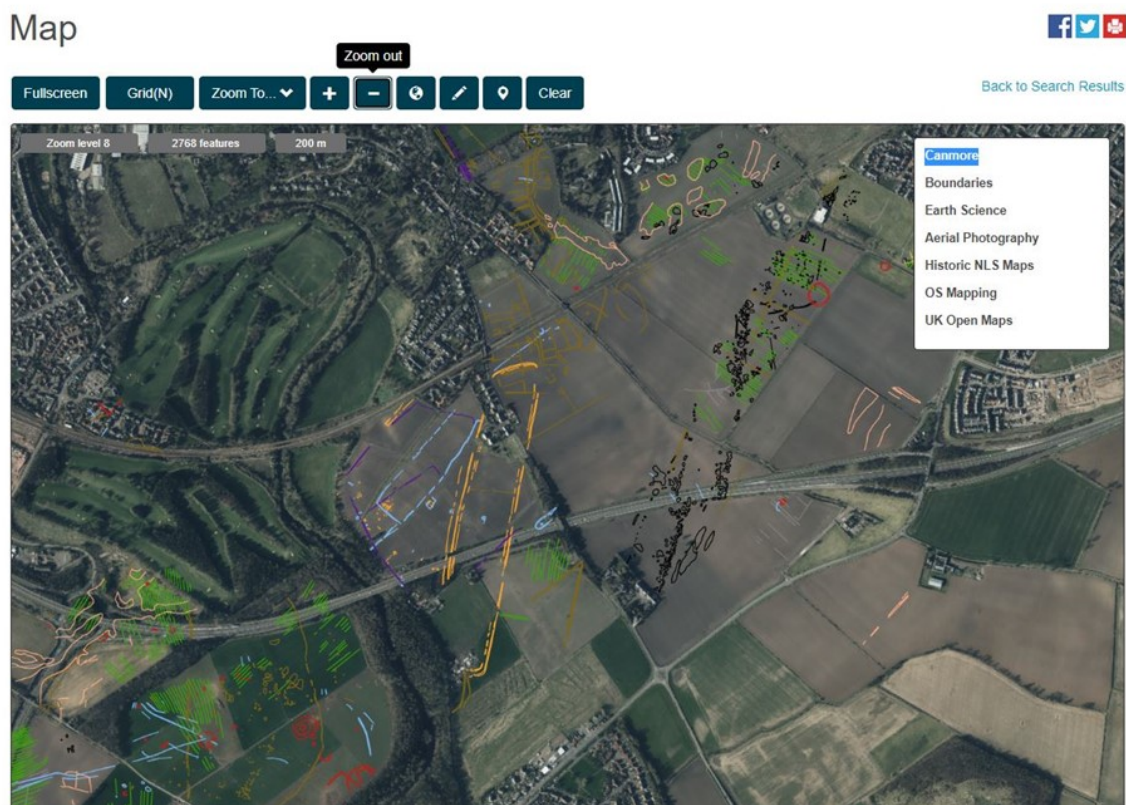 Map
Zoom out
Fullscreen
Grid(N)
Zoom To...
Clear
Back to Search Results
Zoom level 8
2768 features
200 m
Canmore
Boundaries
Earth Science
Aerial Photography
Historic NLS Maps
OS Mapping
UK Open Maps